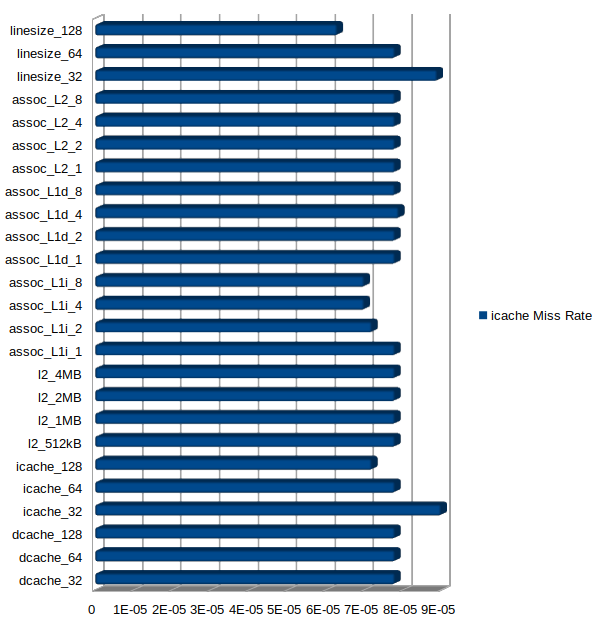 linesize_128
linesize_64
linesize_32
assoc_L2_8
assoc_L2_4
assoc_L2_2
assoc_L2_1
assoc_L1d_8
assoc_L1d_4
assoc_L1d_2
assoc_L1d_1
assoc_L1i_8
assoc_L1i_4
assoc_L1i_2
assoc_L1i_1
l2_4MB
l2_2MB
l2_1MB
l2_512kB
icache_128
icache_64
icache_32
dcache_128
dcache_64
dcache_32
0 1E-05 2E-05 3E-05 4E-05 5E-05 6E-05 7E-05 8E-05 9E-05
icache Miss Rate